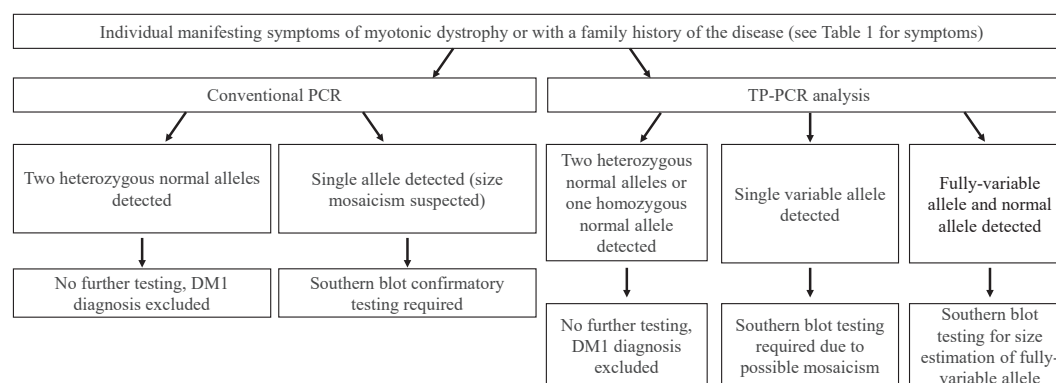 Individual manifesting symptoms of myotonic dystrophy or with a family history of the disease (see Table 1 for symptoms)
Conventional PCR
TP-PCR analysis
Two heterozygous normal alleles
detected
Single allele detected (size
mosaicism suspected)
Two heterozygous
normal alleles or
one homozygous
normal allele
detected
Single variable allele
detected
Fully-variable
allele and normal
allele detected
No further testing, DM1
diagnosis excluded
Southern blot confirmatory
testing required
No further testing,
DM1 diagnosis
excluded
Southern blot testing
required due to
possible mosaicism
Southern blot
testing for size
estimation of fully-
variable allele